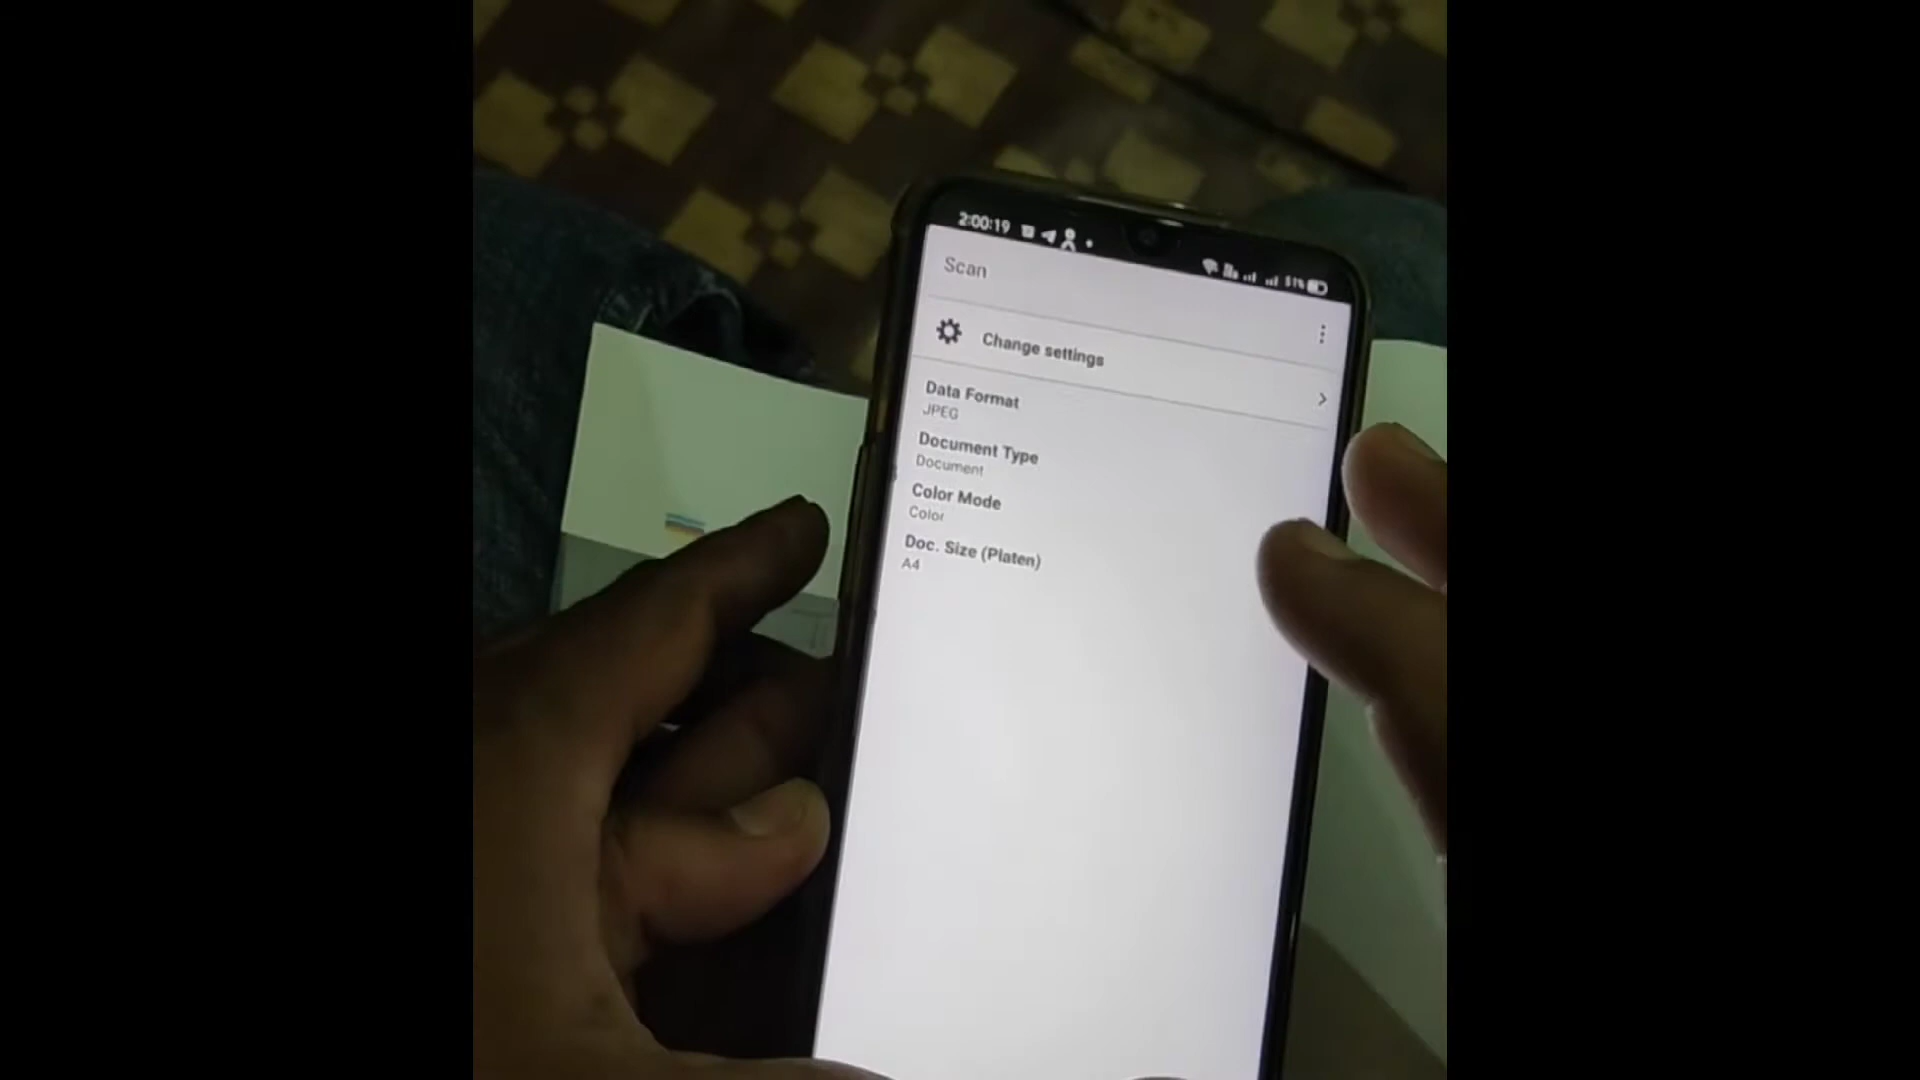 2:00:19
51%
Scan
Change settings
Data Format
JPEG
Document Type
Document
Color Mode
Color
Doc. Size (Platen)
A4